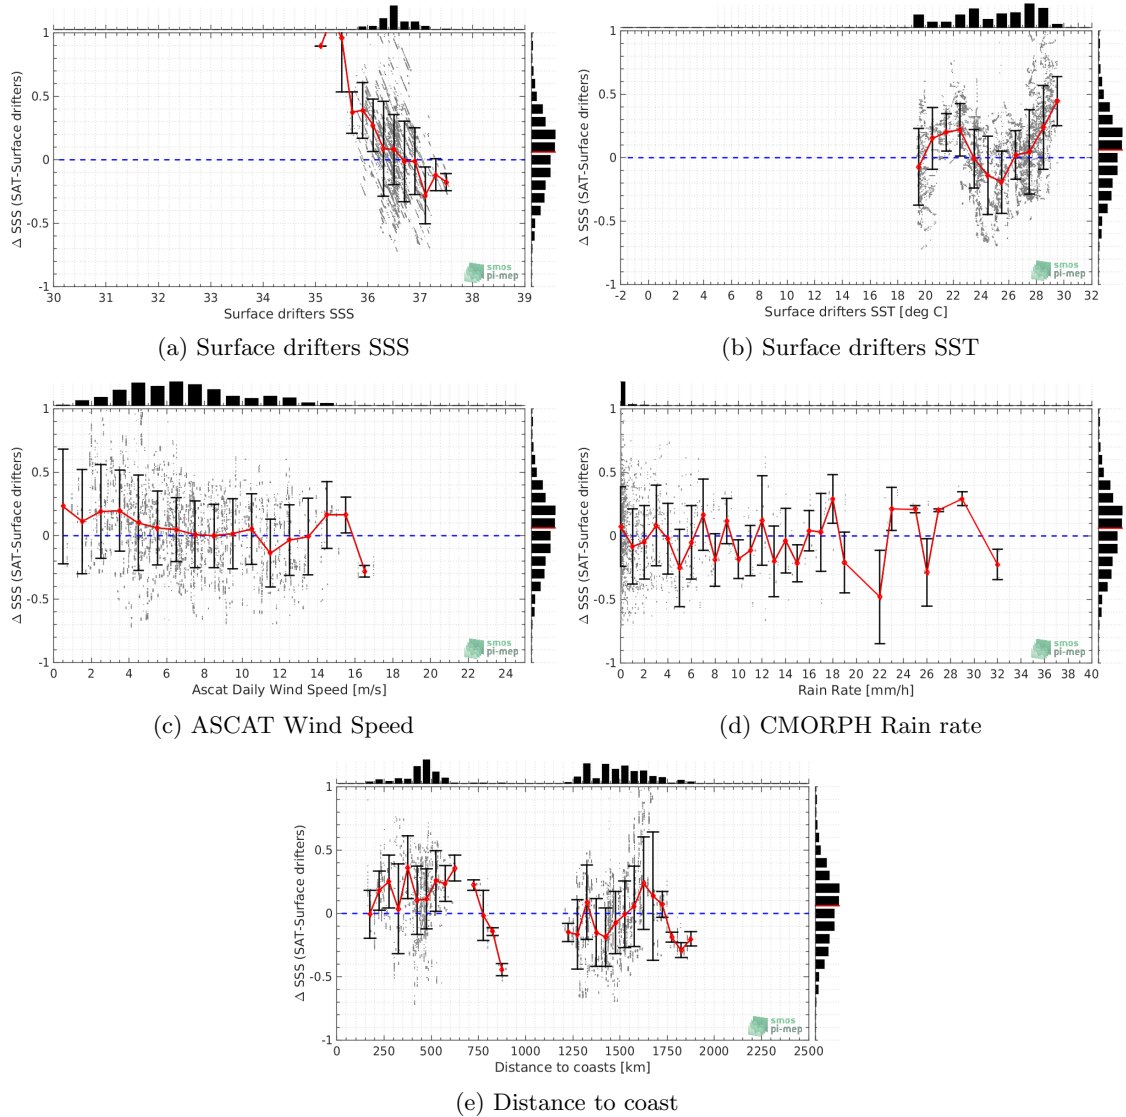 1
0.5
0
-0.5
-1
Δ SSS (SAT-Surface drifters)
30 31 32 33 34 35 36 37 38 39
Surface drifters SSS
smos
pi-mep
(a) Surface drifters SSS
1
0.5
0
-0.5
-1
Δ SSS (SAT-Surface drifters)
-2 0 2 4 6 8 10 12 14 16 18 20 22 24 26 28 30 32
Surface drifters SST [deg C]
smos
pi-mep
(b) Surface drifters SST
1
0.5
0
-0.5
-1
Δ SSS (SAT-Surface drifters)
0 2 4 6 8 10 12 14 16 18 20 22 24
Ascat Daily Wind Speed [m/s]
smos
pi-mep
(c) ASCAT Wind Speed
1
0.5
0
-0.5
-1
Δ SSS (SAT-Surface drifters)
0 2 4 6 8 10 12 14 16 18 20 22 24 26 28 30 32 34 36 38 40
Rain Rate [mm/h]
smos
pi-mep
(d) CMORPH Rain rate
1
0.5
0
-0.5
-1
Δ SSS (SAT-Surface drifters)
0 250 500 750 1000 1250 1500 1750 2000 2250 2500
Distance to coasts [km]
smos
pi-mep
(e) Distance to coast